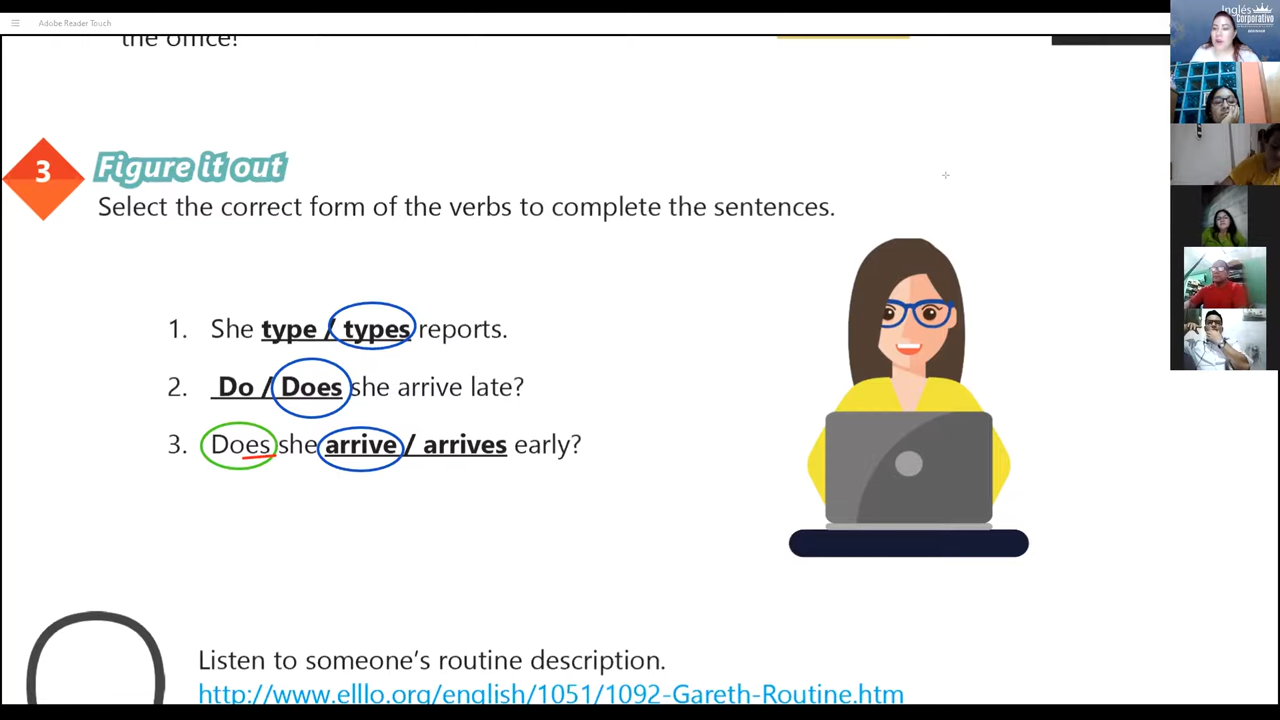 Adobe Reader Touch
Inglés
Corporativo
the office!
3
Figure it out
Select the correct form of the verbs to complete the sentences.
1. She type / types reports.
2. Do / Does she arrive late?
3. Does she arrive / arrives early?
Listen to someone's routine description.
http://www.elllo.org/english/1051/1092-Gareth-Routine.htm